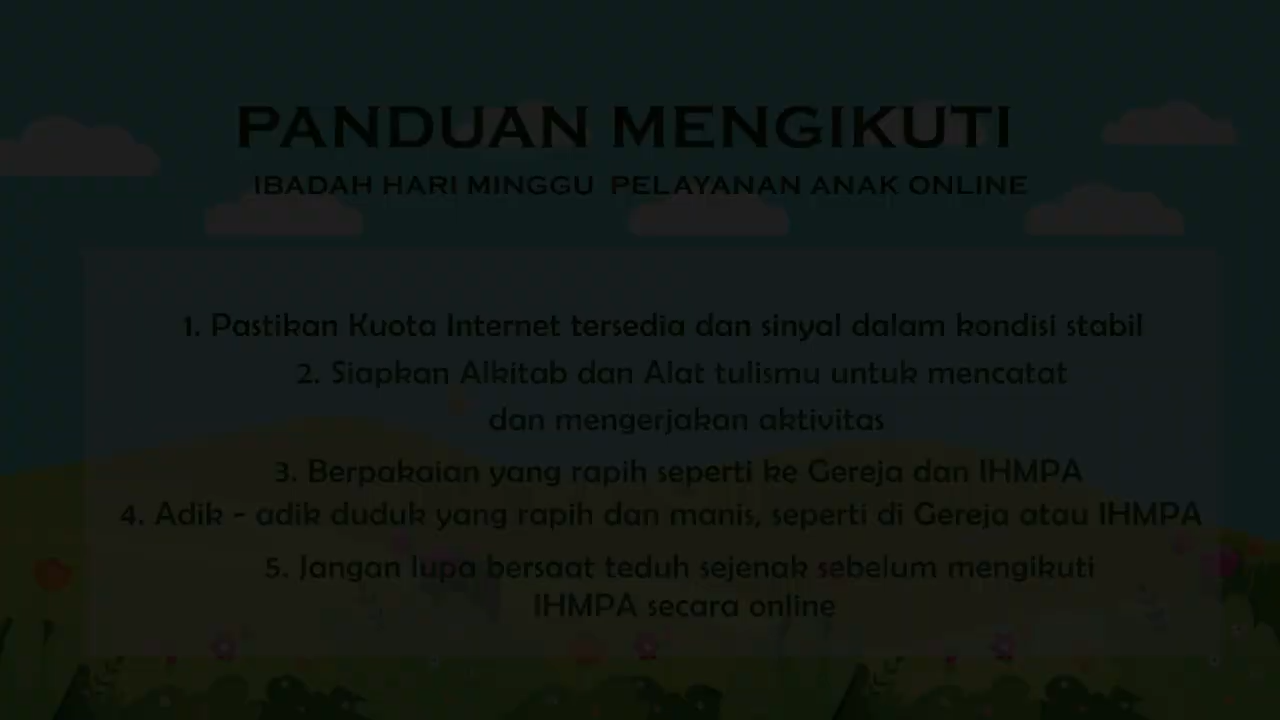 PANDUAN MENGIKUTI
IBADAH HARI MINGGU PELAYANAN ANAK ONLINE
1. Pastikan Kuota Internet tersedia dan sinyal dalam kondisi stabil
2. Siapkan Alkitab dan Alat tulismu untuk mencatat
dan mengerjakan aktivitas
3. Berpakaian yang rapih seperti ke Gereja dan IHMPA
4. Adik - adik duduk yang rapih dan manis, seperti di Gereja atau IHMPA
5. Jangan lupa bersaat teduh sejenak sebelum mengikuti
IHMPA secara online